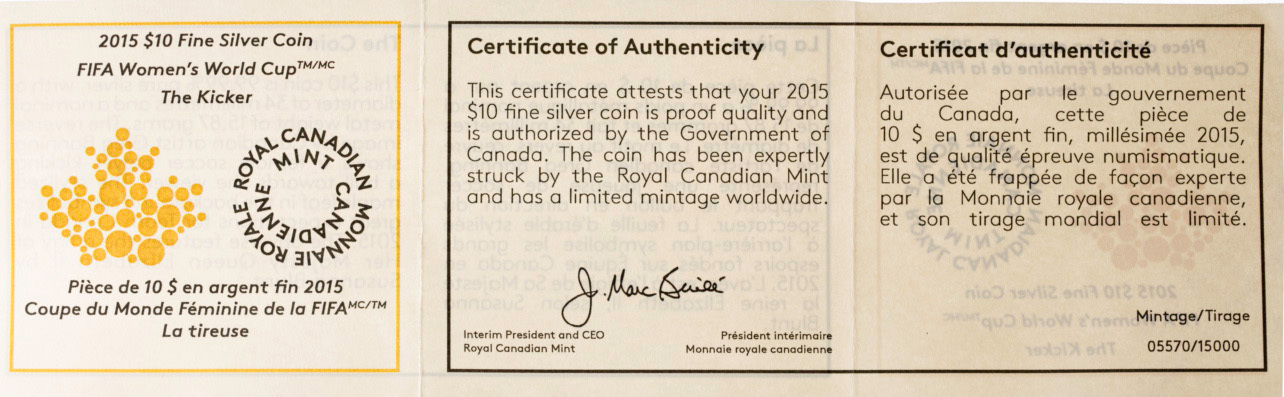 2015 $10 Fine Silver Coin
FIFA Women's World Cup™/MC
The Kicker
ROYAL CANADIAN MINT
MONNAIE ROYALE CANADIENNE
Pièce de 10 $ en argent fin 2015
Coupe du Monde Féminine de la FIFAMC/TM
La tireuse
Certificate of Authenticity
This certificate attests that your 2015
$10 fine silver coin is proof quality and
is authorized by the Government of
Canada. The coin has been expertly
struck by the Royal Canadian Mint
and has a limited mintage worldwide.
Interim President and CEO
Royal Canadian Mint
Président intérimaire
Monnaie royale canadienne
Certificat d'authenticité
Autorisée par le gouvernement
du Canada, cette pièce de
10 $ en argent fin, millésimée 2015,
est de qualité épreuve numismatique.
Elle a été frappée de façon experte
par la Monnaie royale canadienne,
et son tirage mondial est limité.
Mintage/Tirage
05570/15000